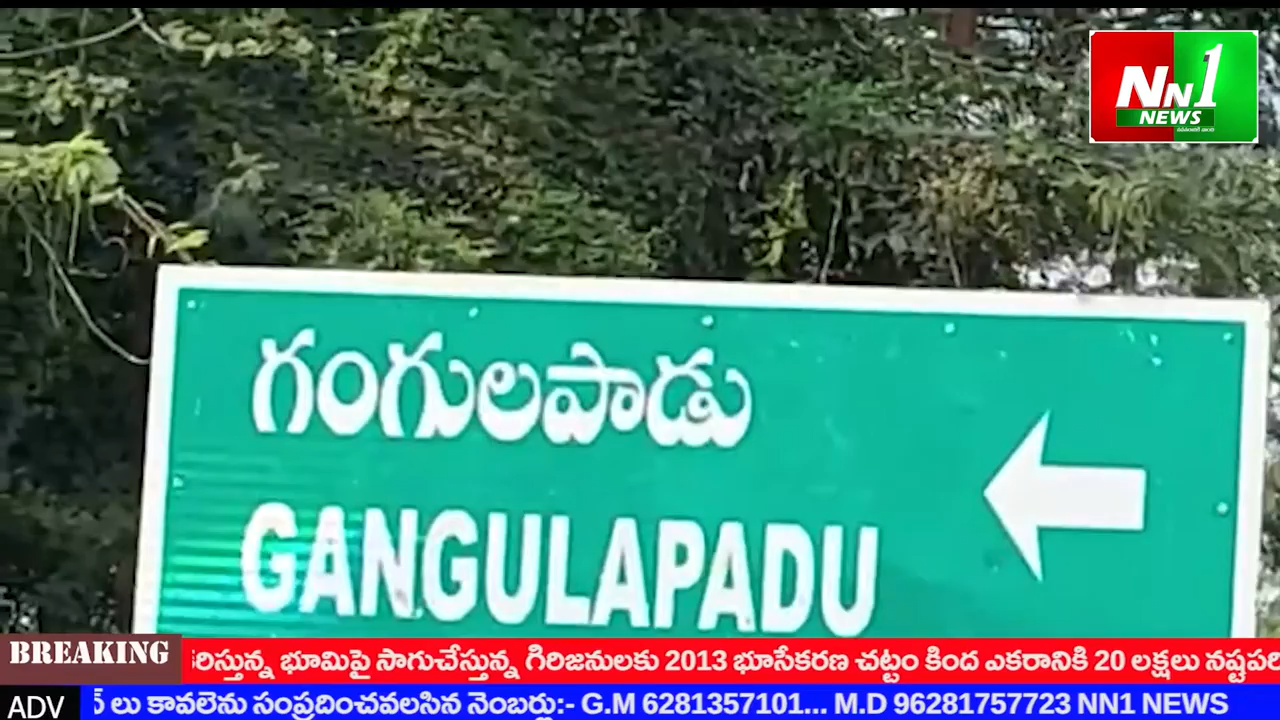 NN1
NEWS
గంగులపాడు
GANGULAPADU
BREAKING
రిస్తున్న భూమిపై సాగుచేస్తున్న గిరిజనులకు 2013 భూసేకరణ చట్టం కింద ఎకరానికి 20 లక్షలు నష్టపరి
ADV
లు కావలెను సంప్రదించవలసిన నెంబర్లు:- G.M 6281357101... M.D 96281757723 NN1 NEWS